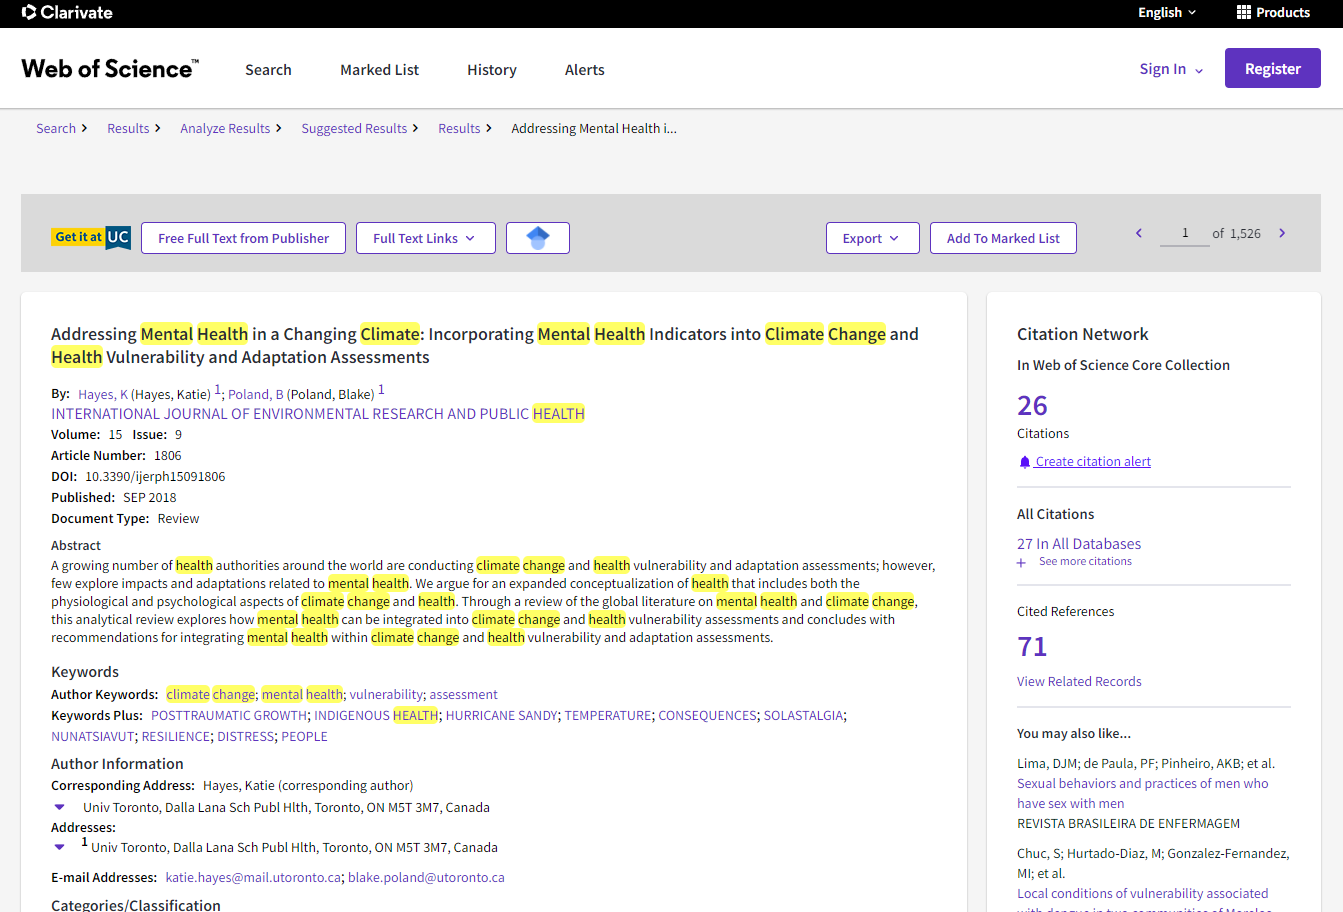 Clarivate
English
Products
Web of Science™
Search
Marked List
History
Alerts
Sign In
Register
Search > Results > Analyze Results > Suggested Results > Results > Addressing Mental Health i...
Get it at UC
Free Full Text from Publisher
Full Text Links
Export
Add To Marked List
1 of 1,526
Addressing Mental Health in a Changing Climate: Incorporating Mental Health Indicators into Climate Change and
Health Vulnerability and Adaptation Assessments
By: Hayes, K (Hayes, Katie) 1; Poland, B (Poland, Blake) 1
INTERNATIONAL JOURNAL OF ENVIRONMENTAL RESEARCH AND PUBLIC HEALTH
Volume: 15 Issue: 9
Article Number: 1806
DOI: 10.3390/ijerph15091806
Published: SEP 2018
Document Type: Review
Abstract
A growing number of health authorities around the world are conducting climate change and health vulnerability and adaptation assessments; however,
few explore impacts and adaptations related to mental health. We argue for an expanded conceptualization of health that includes both the
physiological and psychological aspects of climate change and health. Through a review of the global literature on mental health and climate change,
this analytical review explores how mental health can be integrated into climate change and health vulnerability assessments and concludes with
recommendations for integrating mental health within climate change and health vulnerability and adaptation assessments.
Keywords
Author Keywords: climate change; mental health; vulnerability; assessment
Keywords Plus: POSTTRAUMATIC GROWTH; INDIGENOUS HEALTH; HURRICANE SANDY; TEMPERATURE; CONSEQUENCES; SOLASTALGIA;
NUNATSIAVUT; RESILIENCE; DISTRESS; PEOPLE
Author Information
Corresponding Address: Hayes, Katie (corresponding author)
Univ Toronto, Dalla Lana Sch Publ Hlth, Toronto, ON M5T 3M7, Canada
Addresses:
1 Univ Toronto, Dalla Lana Sch Publ Hlth, Toronto, ON M5T 3M7, Canada
E-mail Addresses: katie.hayes@mail.utoronto.ca; blake.poland@utoronto.ca
Categories/Classification
Citation Network
In Web of Science Core Collection
26
Citations
Create citation alert
All Citations
27 In All Databases
+ See more citations
Cited References
71
View Related Records
You may also like...
Lima, DJM; de Paula, PF; Pinheiro, AKB; et al.
Sexual behaviors and practices of men who
have sex with men
REVISTA BRASILEIRA DE ENFERMAGEM
Chuc, S; Hurtado-Diaz, M; Gonzalez-Fernandez,
MI; et al.
Local conditions of vulnerability associated